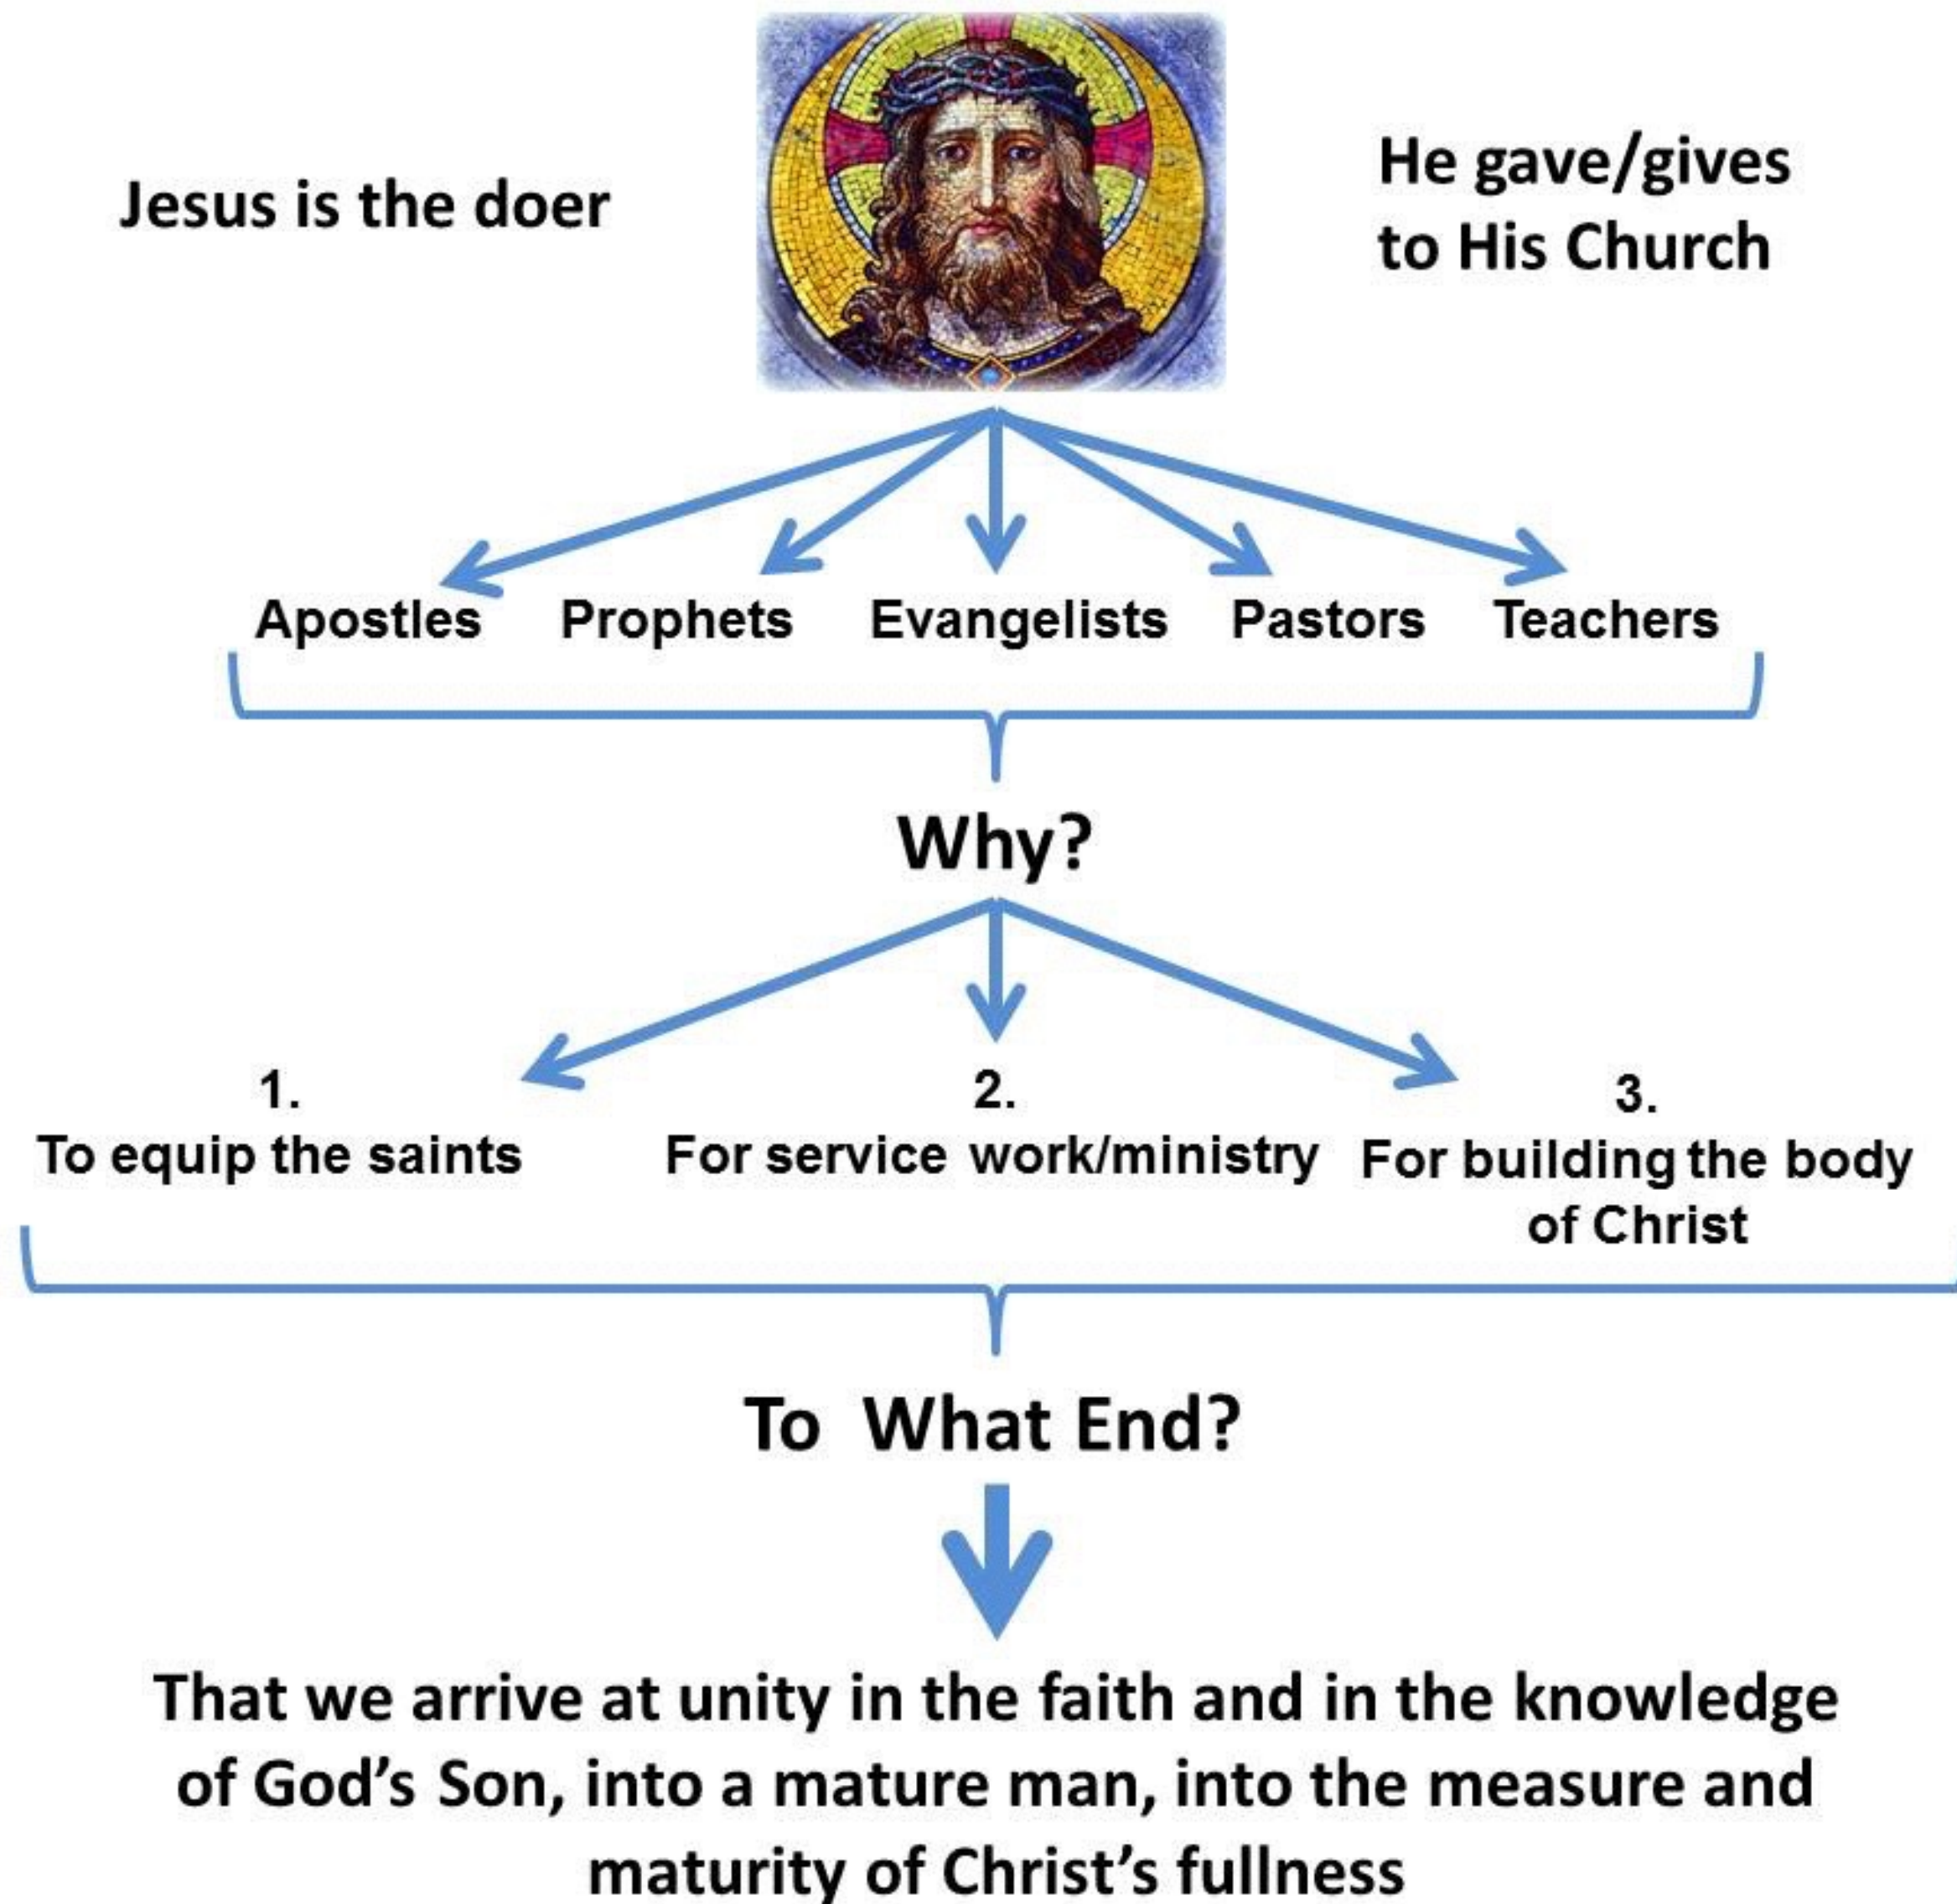 Jesus is the doer
He gave/gives
to His Church
Apostles Prophets Evangelists Pastors Teachers
Why?
1.
To equip the saints
2.
For service work/ministry
3.
For building the body
of Christ
To What End?
That we arrive at unity in the faith and in the knowledge
of God’s Son, into a mature man, into the measure and
maturity of Christ’s fullness